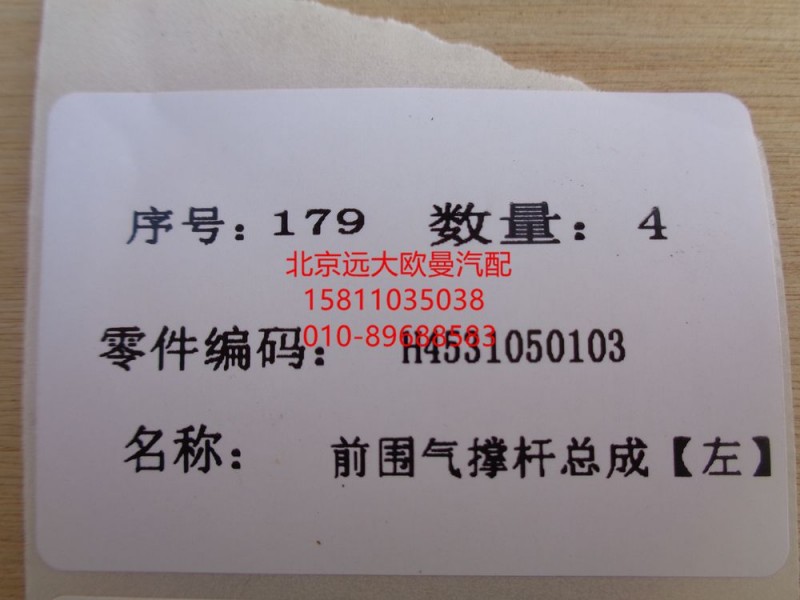 序号：179 数量：4
北京远大欧曼汽配
15811035038
010-89688583
零件编码： H4531050103
名称： 前围气撑杆总成【左】